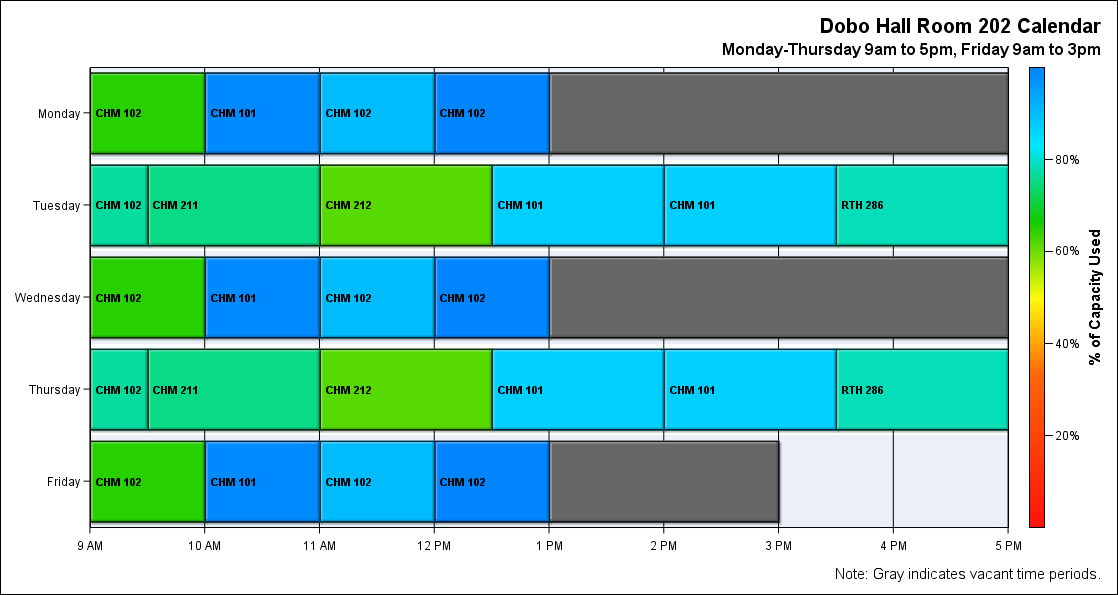 Dobo Hall Room 202 Calendar
Monday-Thursday 9am to 5pm, Friday 9am to 3pm
Monday CHM 102 CHM 101 CHM 102 CHM 102
Tuesday CHM 102 CHM 211 CHM 212 CHM 101 CHM 101 RTH 286
Wednesday CHM 102 CHM 101 CHM 102 CHM 102
Thursday CHM 102 CHM 211 CHM 212 CHM 101 CHM 101 RTH 286
Friday CHM 102 CHM 101 CHM 102 CHM 102
9 AM 10 AM 11 AM 12 PM 1 PM 2 PM 3 PM 4 PM 5 PM
80%
60%
40%
20%
% of Capacity Used
Note: Gray indicates vacant time periods.